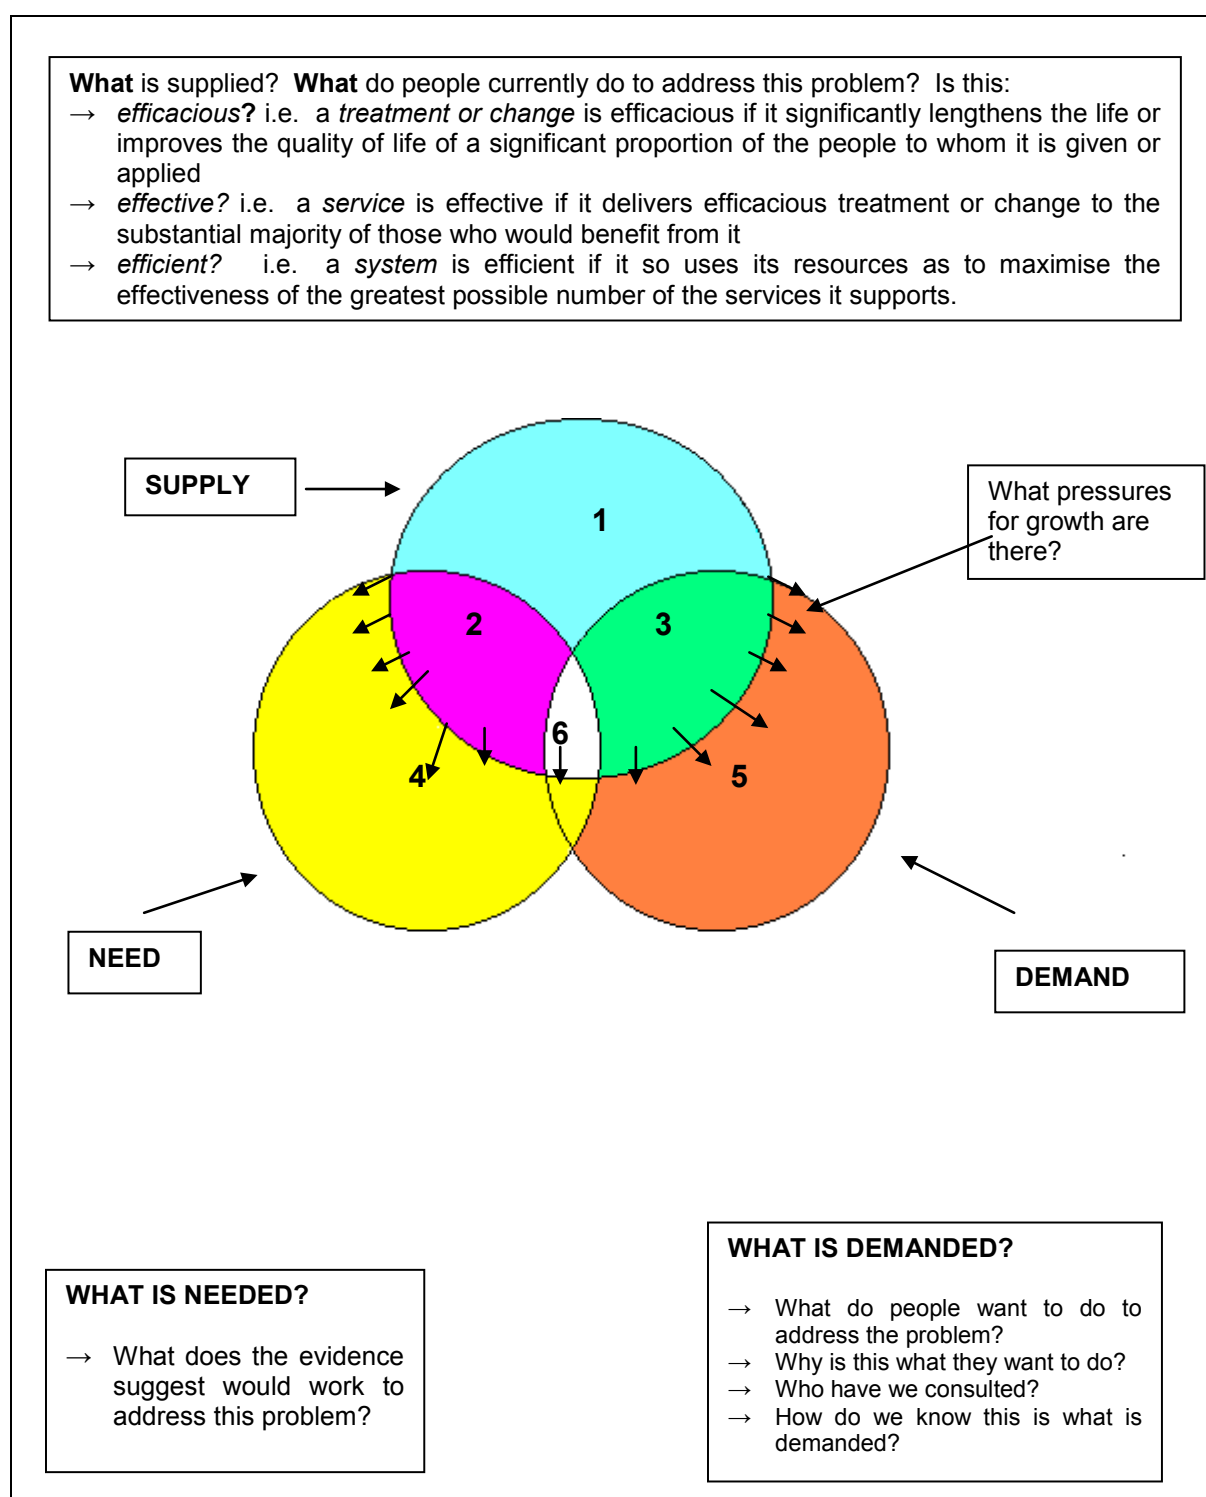 What is supplied? What do people currently do to address this problem? Is this:
→ efficacious? i.e. a treatment or change is efficacious if it significantly lengthens the life or
improves the quality of life of a significant proportion of the people to whom it is given or
applied
→ effective? i.e. a service is effective if it delivers efficacious treatment or change to the
substantial majority of those who would benefit from it
→ efficient? i.e. a system is efficient if it so uses its resources as to maximise the
effectiveness of the greatest possible number of the services it supports.
SUPPLY
What pressures
for growth are
there?
1
2
3
6
4
5
NEED
DEMAND
WHAT IS NEEDED?
→ What does the evidence
suggest would work to
address this problem?
WHAT IS DEMANDED?
→ What do people want to do to
address the problem?
→ Why is this what they want to do?
→ Who have we consulted?
→ How do we know this is what is
demanded?